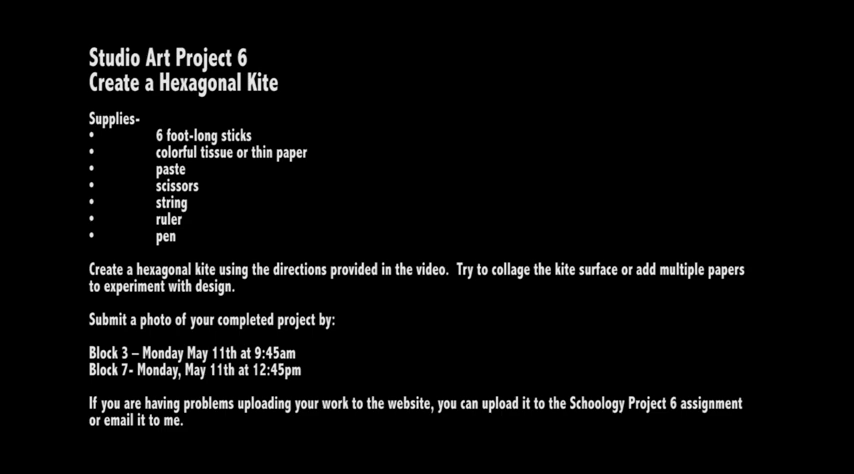 Studio Art Project 6
Create a Hexagonal Kite
Supplies-
• 6 foot-long sticks
• colorful tissue or thin paper
• paste
• scissors
• string
• ruler
• pen
Create a hexagonal kite using the directions provided in the video.  Try to collage the kite surface or add multiple papers
to experiment with design.
Submit a photo of your completed project by:
Block 3 – Monday May 11th at 9:45am
Block 7- Monday, May 11th at 12:45pm
If you are having problems uploading your work to the website, you can upload it to the Schoology Project 6 assignment
or email it to me.